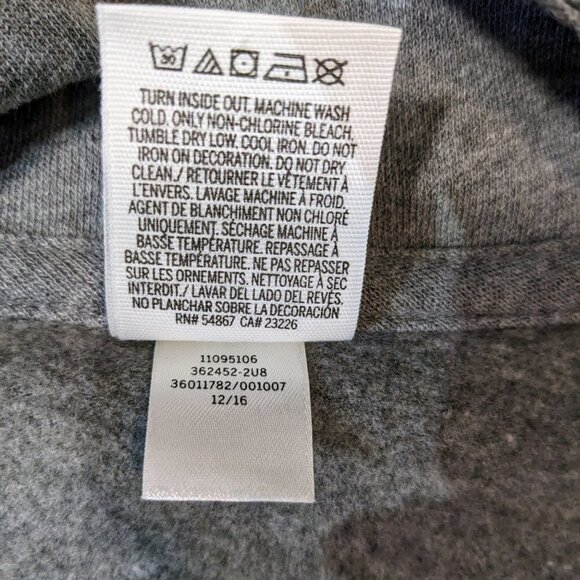 30
TURN INSIDE OUT. MACHINE WASH
COLD. ONLY NON-CHLORINE BLEACH.
TUMBLE DRY LOW. COOL IRON. DO NOT
IRON ON DECORATION. DO NOT DRY
CLEAN./ RETOURNER LE VÊTEMENT À
L'ENVERS. LAVAGE MACHINE À FROID.
AGENT DE BLANCHIMENT NON CHLORÉ
UNIQUEMENT. SÉCHAGE MACHINE À
BASSE TEMPÉRATURE. REPASSAGE À
BASSE TEMPÉRATURE. NE PAS REPASSER
SUR LES ORNEMENTS. NETTOYAGE À SEC
INTERDIT./ LAVAR DEL LADO DEL REVÉS.
NO PLANCHAR SOBRE LA DECORACIÓN
RN# 54867 CA# 23226
11095106
362452-2U8
36011782/001007
12/16